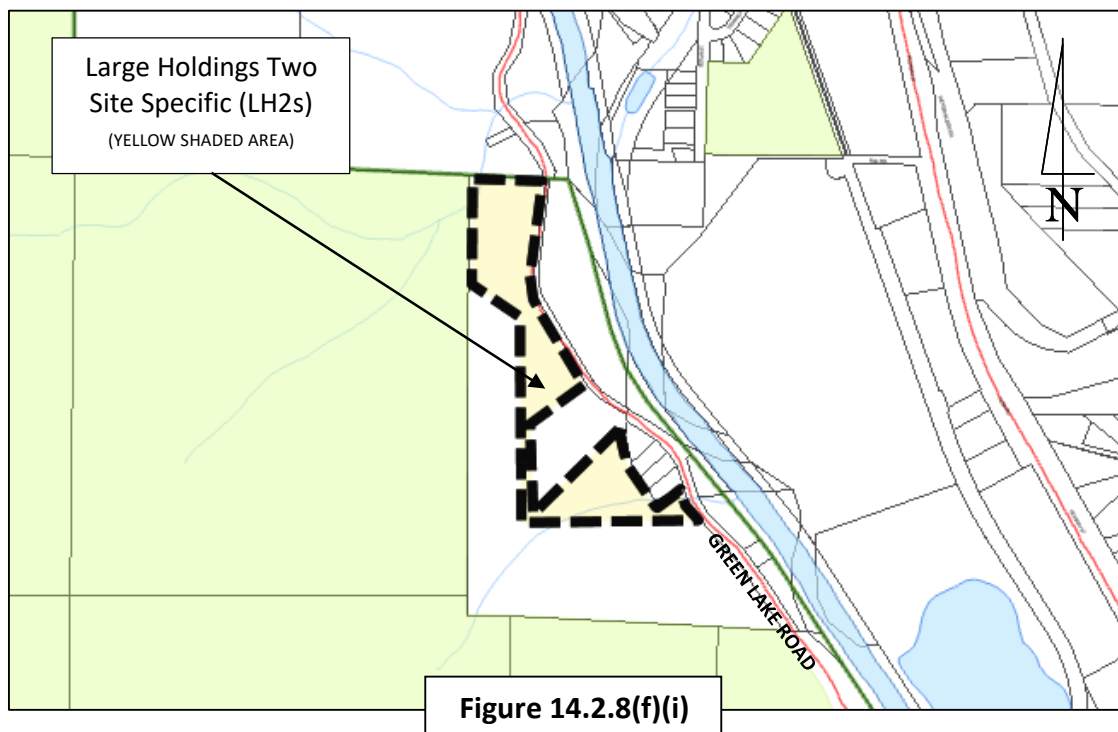 Large Holdings Two
Site Specific (LH2s)
(YELLOW SHADED AREA)
N
GREEN LAKE ROAD
Figure 14.2.8(f)(i)